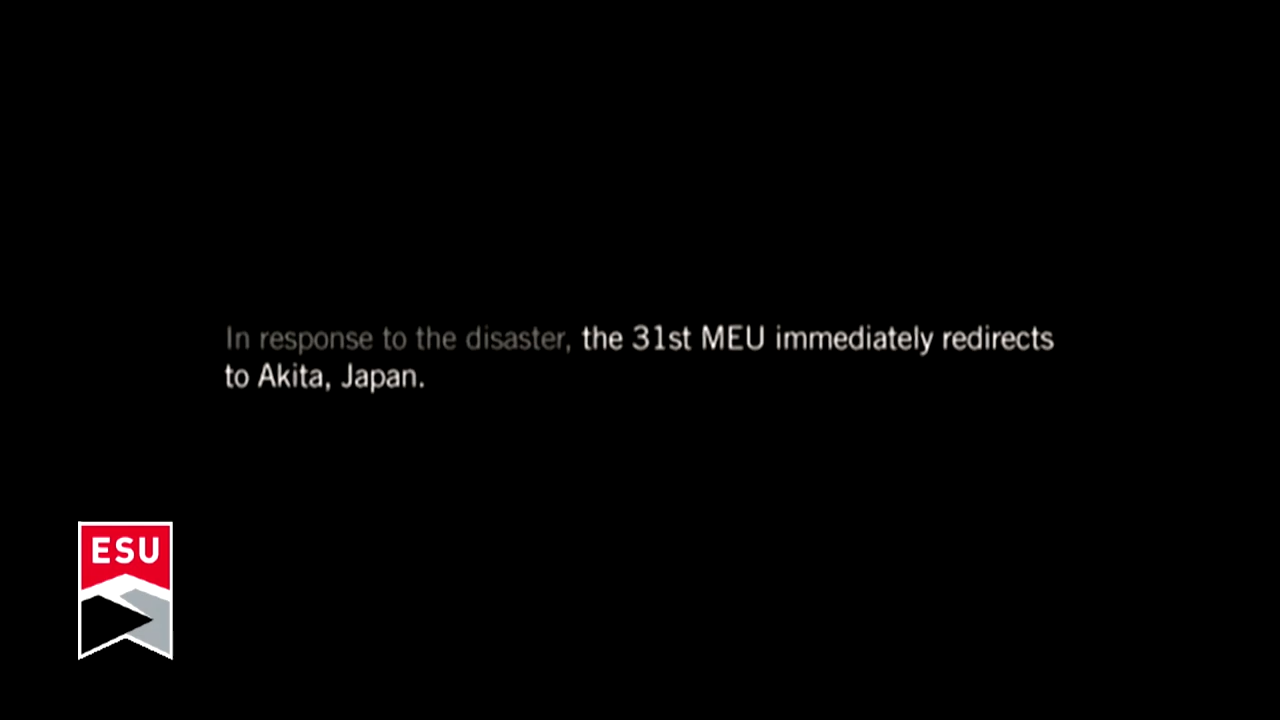 In response to the disaster, the 31st MEU immediately redirects
to Akita, Japan.
ESU